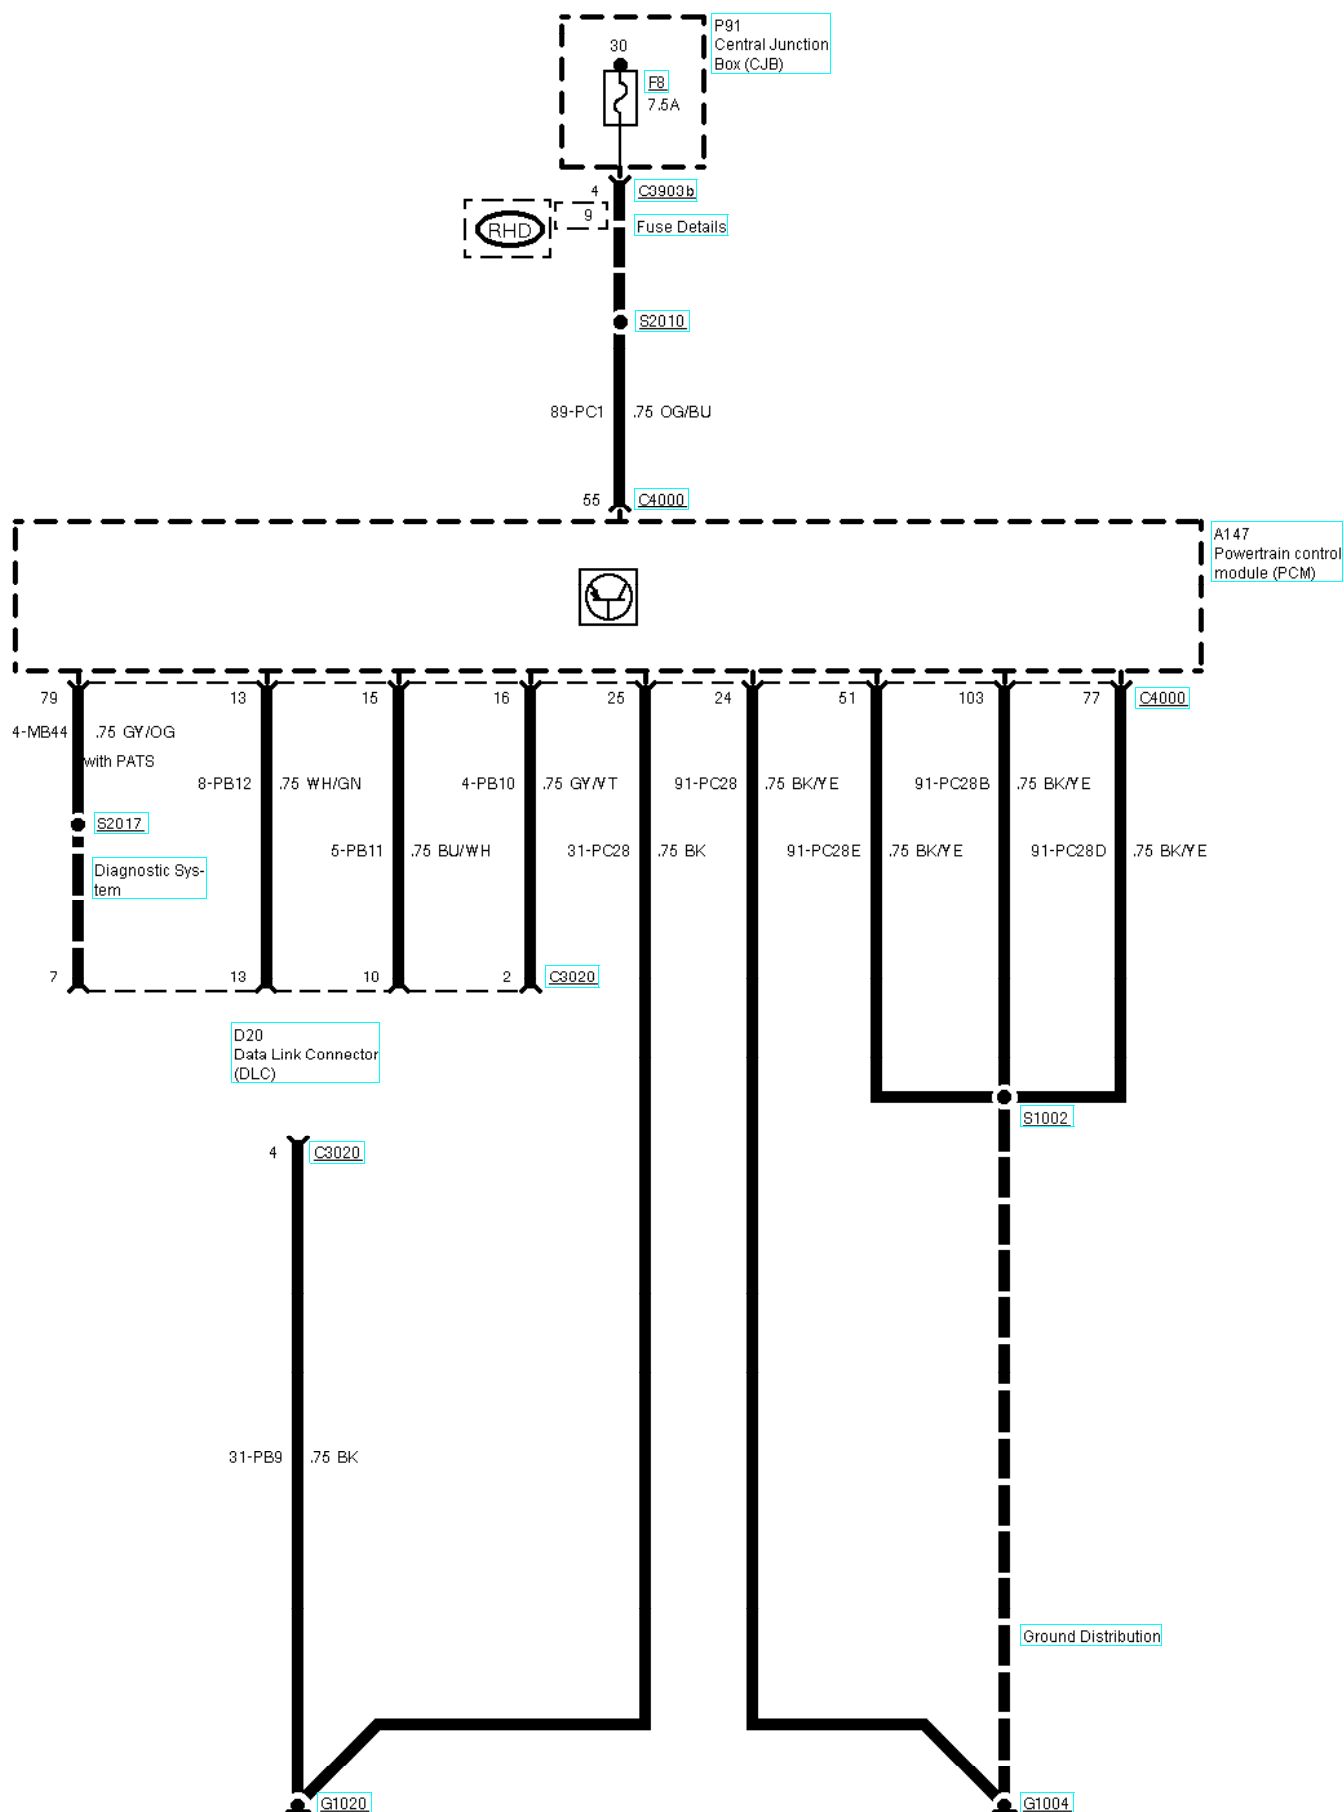 P91
Central Junction
Box (CJB)
30
F8
7.5A
4
C3903b
9
RHD
Fuse Details
S2010
89-PC1
.75 OG/BU
55
C4000
A147
Powertrain control
module (PCM)
79
13
15
16
25
24
51
103
77
C4000
4-MB44
.75 GY/OG
with PATS
8-PB12
.75 WH/GN
4-PB10
.75 GY/VT
91-PC28
.75 BK/YE
91-PC28B
.75 BK/YE
S2017
5-PB11
.75 BU/WH
31-PC28
.75 BK
91-PC28E
.75 BK/YE
91-PC28D
.75 BK/YE
Diagnostic Sys-
tem
7
13
10
2
C3020
D20
Data Link Connector
(DLC)
S1002
4
C3020
31-PB9
.75 BK
Ground Distribution
G1020
G1004